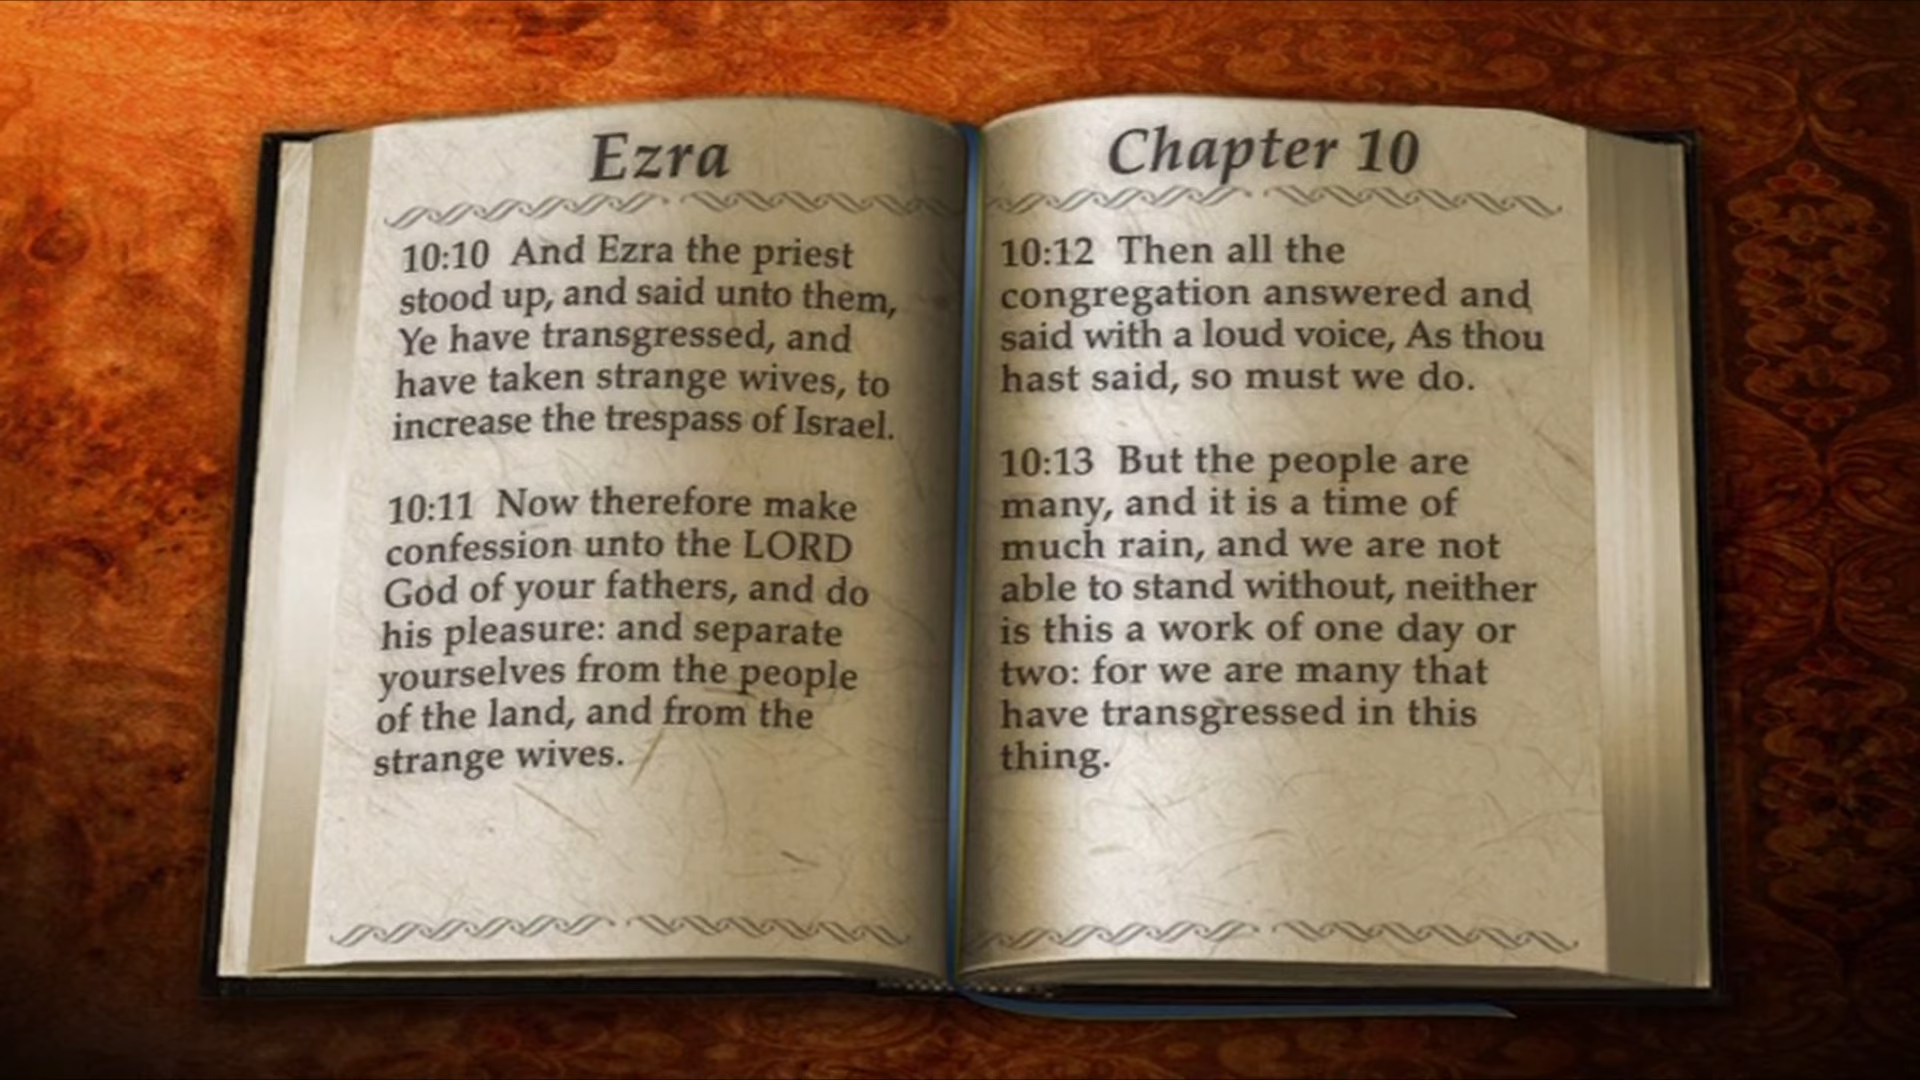 Ezra
10:10 And Ezra the priest
stood up, and said unto them,
Ye have transgressed, and
have taken strange wives, to
increase the trespass of Israel.
10:11 Now therefore make
confession unto the LORD
God of your fathers, and do
his pleasure: and separate
yourselves from the people
of the land, and from the
strange wives.
Chapter 10
10:12 Then all the
congregation answered and
said with a loud voice, As thou
hast said, so must we do.
10:13 But the people are
many, and it is a time of
much rain, and we are not
able to stand without, neither
is this a work of one day or
two: for we are many that
have transgressed in this
thing.